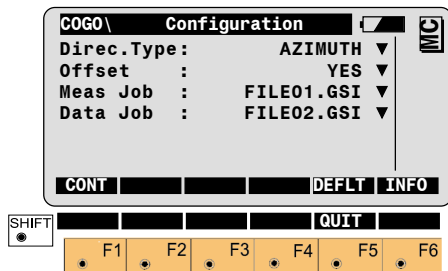 COGO\ Configuration
MC
Direc.Type: AZIMUTH ▼
Offset : YES ▼
Meas Job : FILE01.GSI ▼
Data Job : FILE02.GSI ▼
CONT DEFLT INFO
SHIFT QUIT
F1 F2 F3 F4 F5 F6